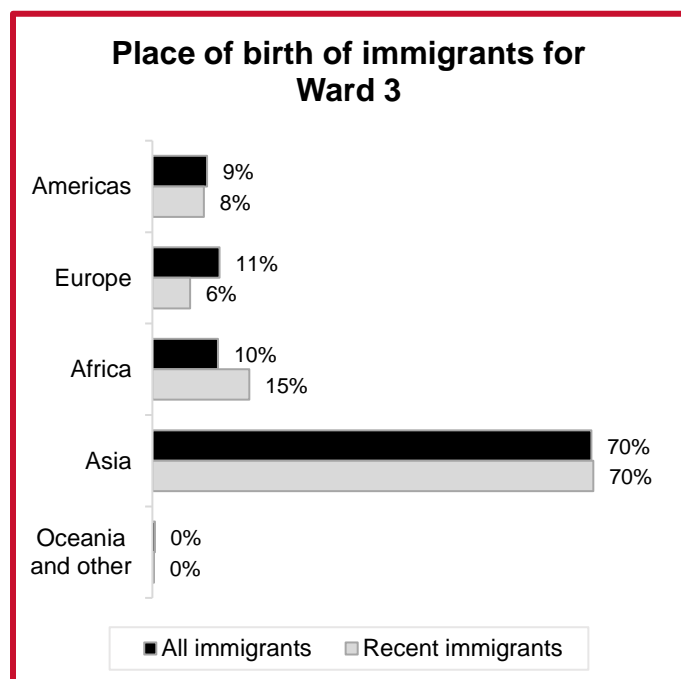 Place of birth of immigrants for
Ward 3
Americas
9%
8%
Europe
11%
6%
Africa
10%
15%
Asia
70%
70%
Oceania
and other
0%
0%
All immigrants
Recent immigrants